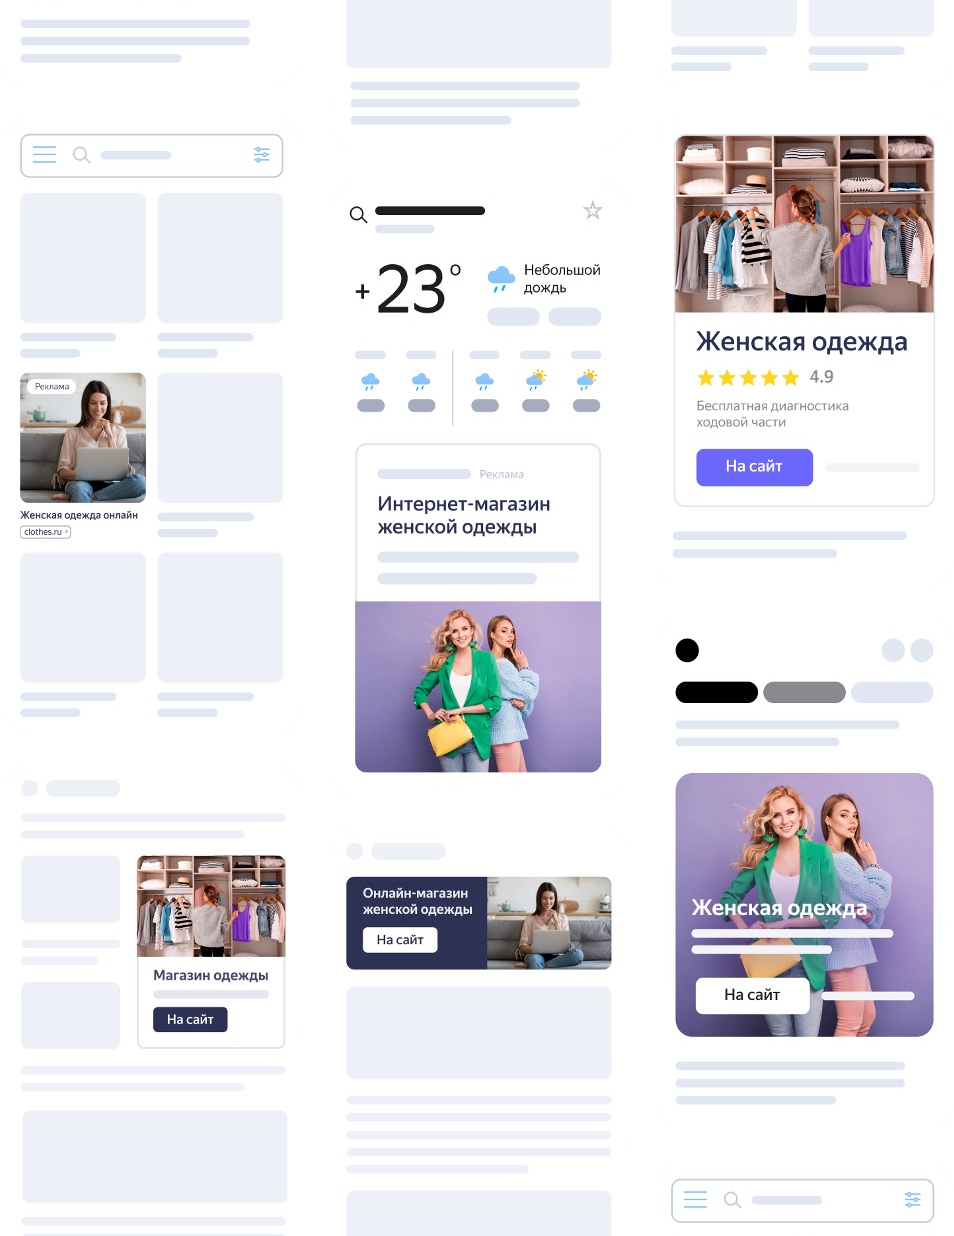 Реклама
Женская одежда онлайн
clothes.ru
Магазин одежды
На сайт
+23°
Небольшой
дождь
Реклама
Интернет-магазин
женской одежды
Онлайн-магазин
женской одежды
На сайт
Женская одежда
4.9
Бесплатная диагностика
ходовой части
На сайт
Женская одежда
На сайт